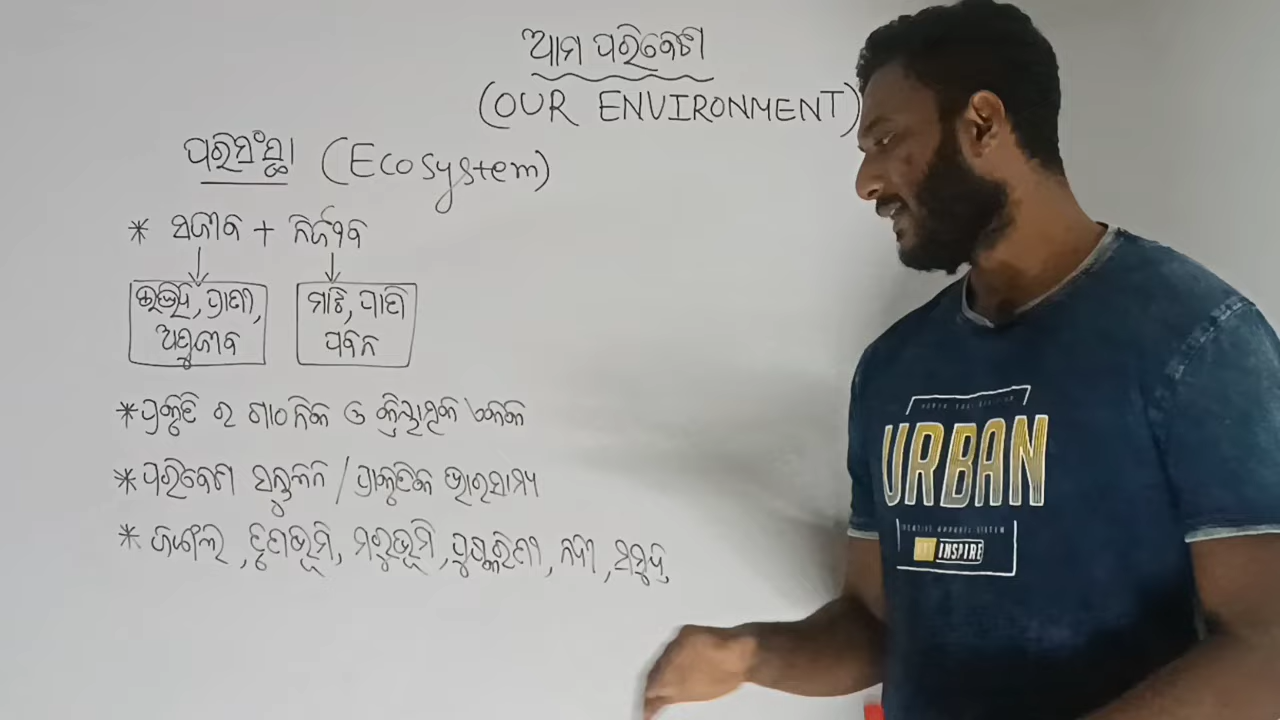 ଆମ ପରିବେଶ
(OUR ENVIRONMENT)
ପରିସଂସ୍ଥା (Ecosystem)
* ସଜୀବ + ନିର୍ଜୀବ
ଉଦ୍ଭିଦ, ପ୍ରାଣୀ,
ଅଣୁଜୀବ
ମାଟି, ପାଣି
ପବନ
* ପ୍ରକୃତି ର ଗାଠନିକ ଓ କ୍ରିୟାତ୍ମକ ଏକକ
* ପରିବେଶ ସନ୍ତୁଳନ / ପ୍ରାକୃତିକ ଭାରସାମ୍ୟ
* ଜଙ୍ଗଲ, ତୃଣଭୂମି, ମରୁଭୂମି, ପୁଷ୍କରିଣୀ, ନଦୀ, ସମୁଦ୍ର
URBAN
INSPIRE